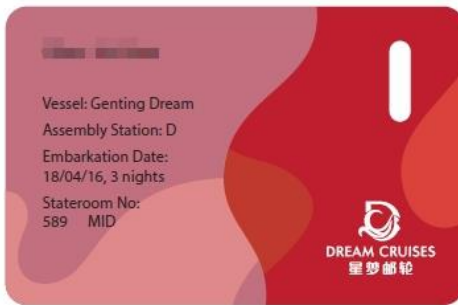 Vessel: Genting Dream
Assembly Station: D
Embarkation Date:
18/04/16, 3 nights
Stateroom No:
589 MID
DREAM CRUISES
星梦邮轮